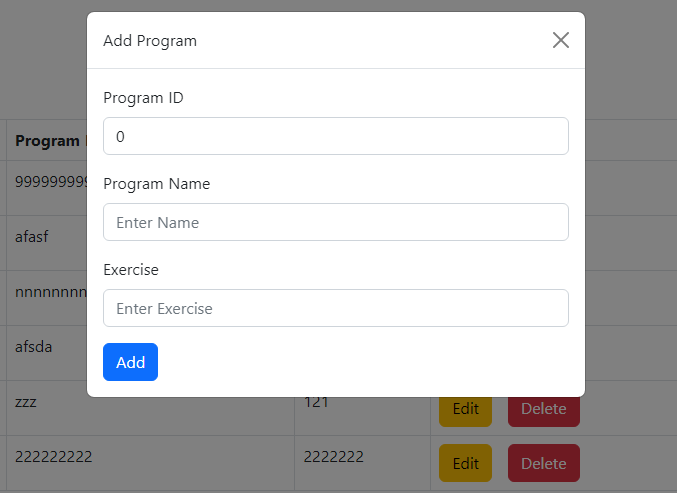 Add Program
Program ID
0
Program Name
Enter Name
Exercise
Enter Exercise
Add
Program
999999999
afasf
nnnnnnnn
afsda
zzz 121 Edit Delete
222222222 2222222 Edit Delete